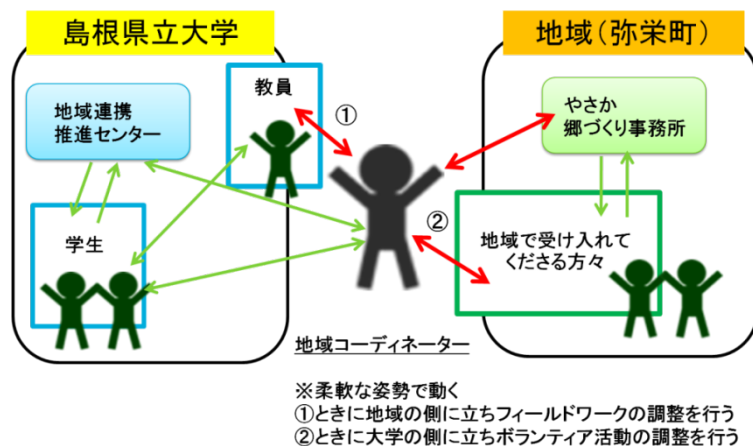 島根県立大学
地域(弥栄町)
地域連携
推進センター
教員
①
やさか
郷づくり事務所
②
学生
地域で受け入れて
くださる方々
地域コーディネーター
※柔軟な姿勢で動く
①ときに地域の側に立ちフィールドワークの調整を行う
②ときに大学の側に立ちボランティア活動の調整を行う